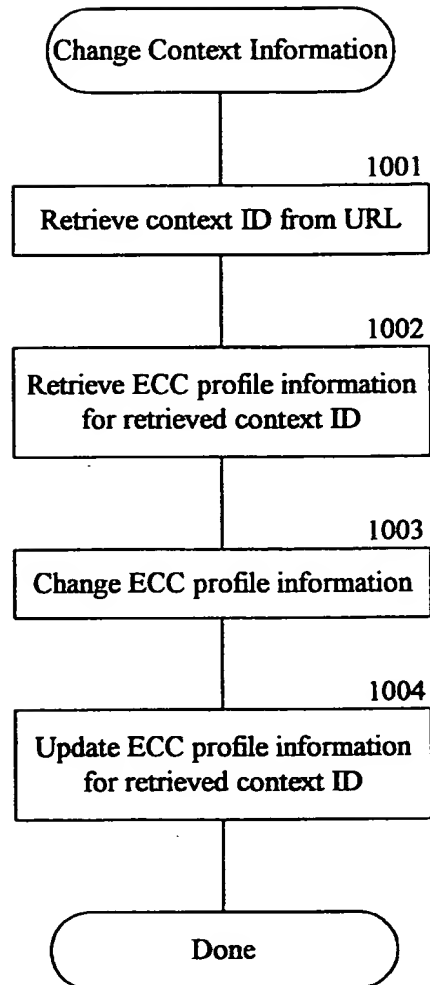 Change Context Information
1001
Retrieve context ID from URL
1002
Retrieve ECC profile information
for retrieved context ID
1003
Change ECC profile information
1004
Update ECC profile information
for retrieved context ID
Done